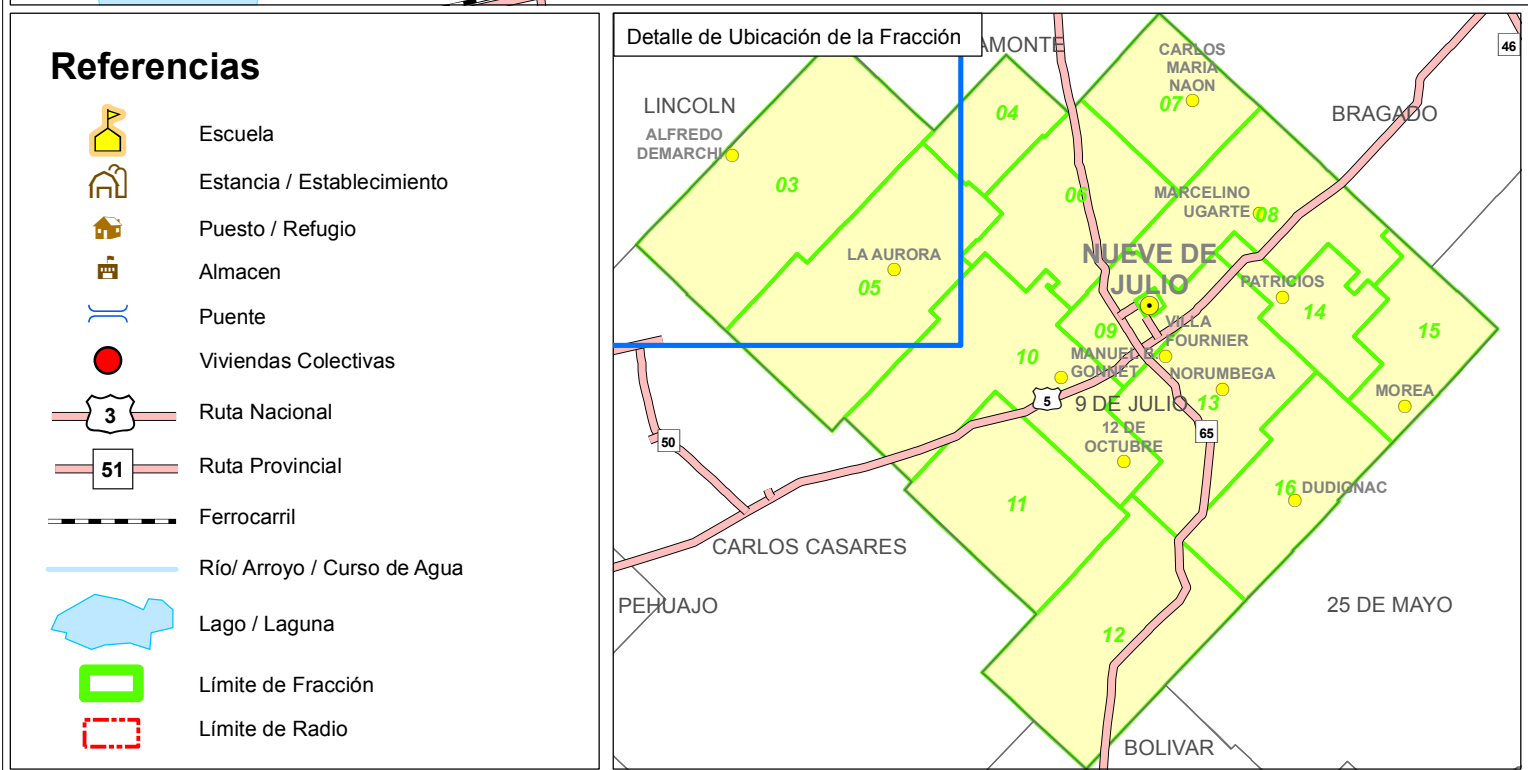 Referencias
Escuela
Estancia / Establecimiento
Puesto / Refugio
Almacen
Puente
Viviendas Colectivas
3
Ruta Nacional
51
Ruta Provincial
Ferrocarril
Río/ Arroyo / Curso de Agua
Lago / Laguna
Límite de Fracción
Límite de Radio
Detalle de Ubicación de la Fracción
AMONTE
46
CARLOS
MARIA
NAON
07
LINCOLN
04
BRAGADO
ALFREDO
DEMARCHI
03
06
MARCELINO
UGARTE
08
NUEVE DE
JULIO
LA AURORA
05
PATRICIOS
14
15
09
VILLA
FOURNIER
10
MANUEL B.
GONNET
NORUMBEGA
MOREA
5
9 DE JULIO
13
12 DE
OCTUBRE
65
50
16
DUDIGNAC
11
CARLOS CASARES
PEHUAJO
25 DE MAYO
12
BOLIVAR